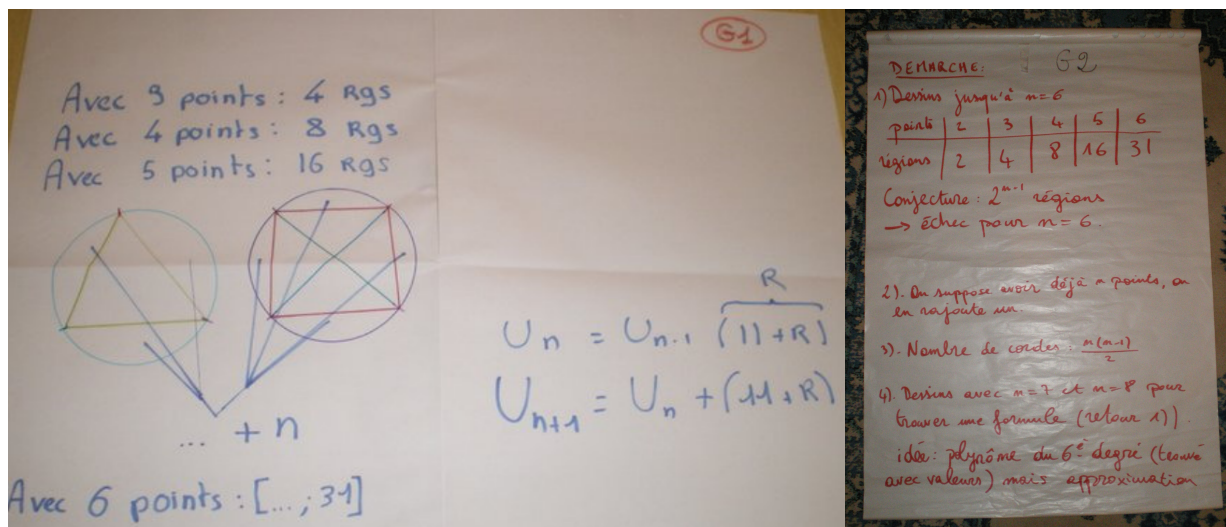 G1
Avec 3 points : 4 Rgs
Avec 4 points : 8 Rgs
Avec 5 points : 16 Rgs
... + n
Avec 6 points : [... ; 31]
R
Un = Un-1 (11+R)
Un+1 = Un + (11+R)
DEMARCHE: G2
1) Dessins jusqu'à n=6
points | 2 | 3 | 4 | 5 | 6
régions | 2 | 4 | 8 | 16 | 31
Conjecture : 2^(n-1) régions
→ échec pour n = 6.
2). On suppose avoir déjà n points, on
en rajoute un.
3). Nombre de cordes : n(n-1)/2
4). Dessins avec n=7 et n=8 pour
trouver une formule (retour 1)).
idée : polynôme du 6è degré (trouvé
avec valeurs) mais approximation